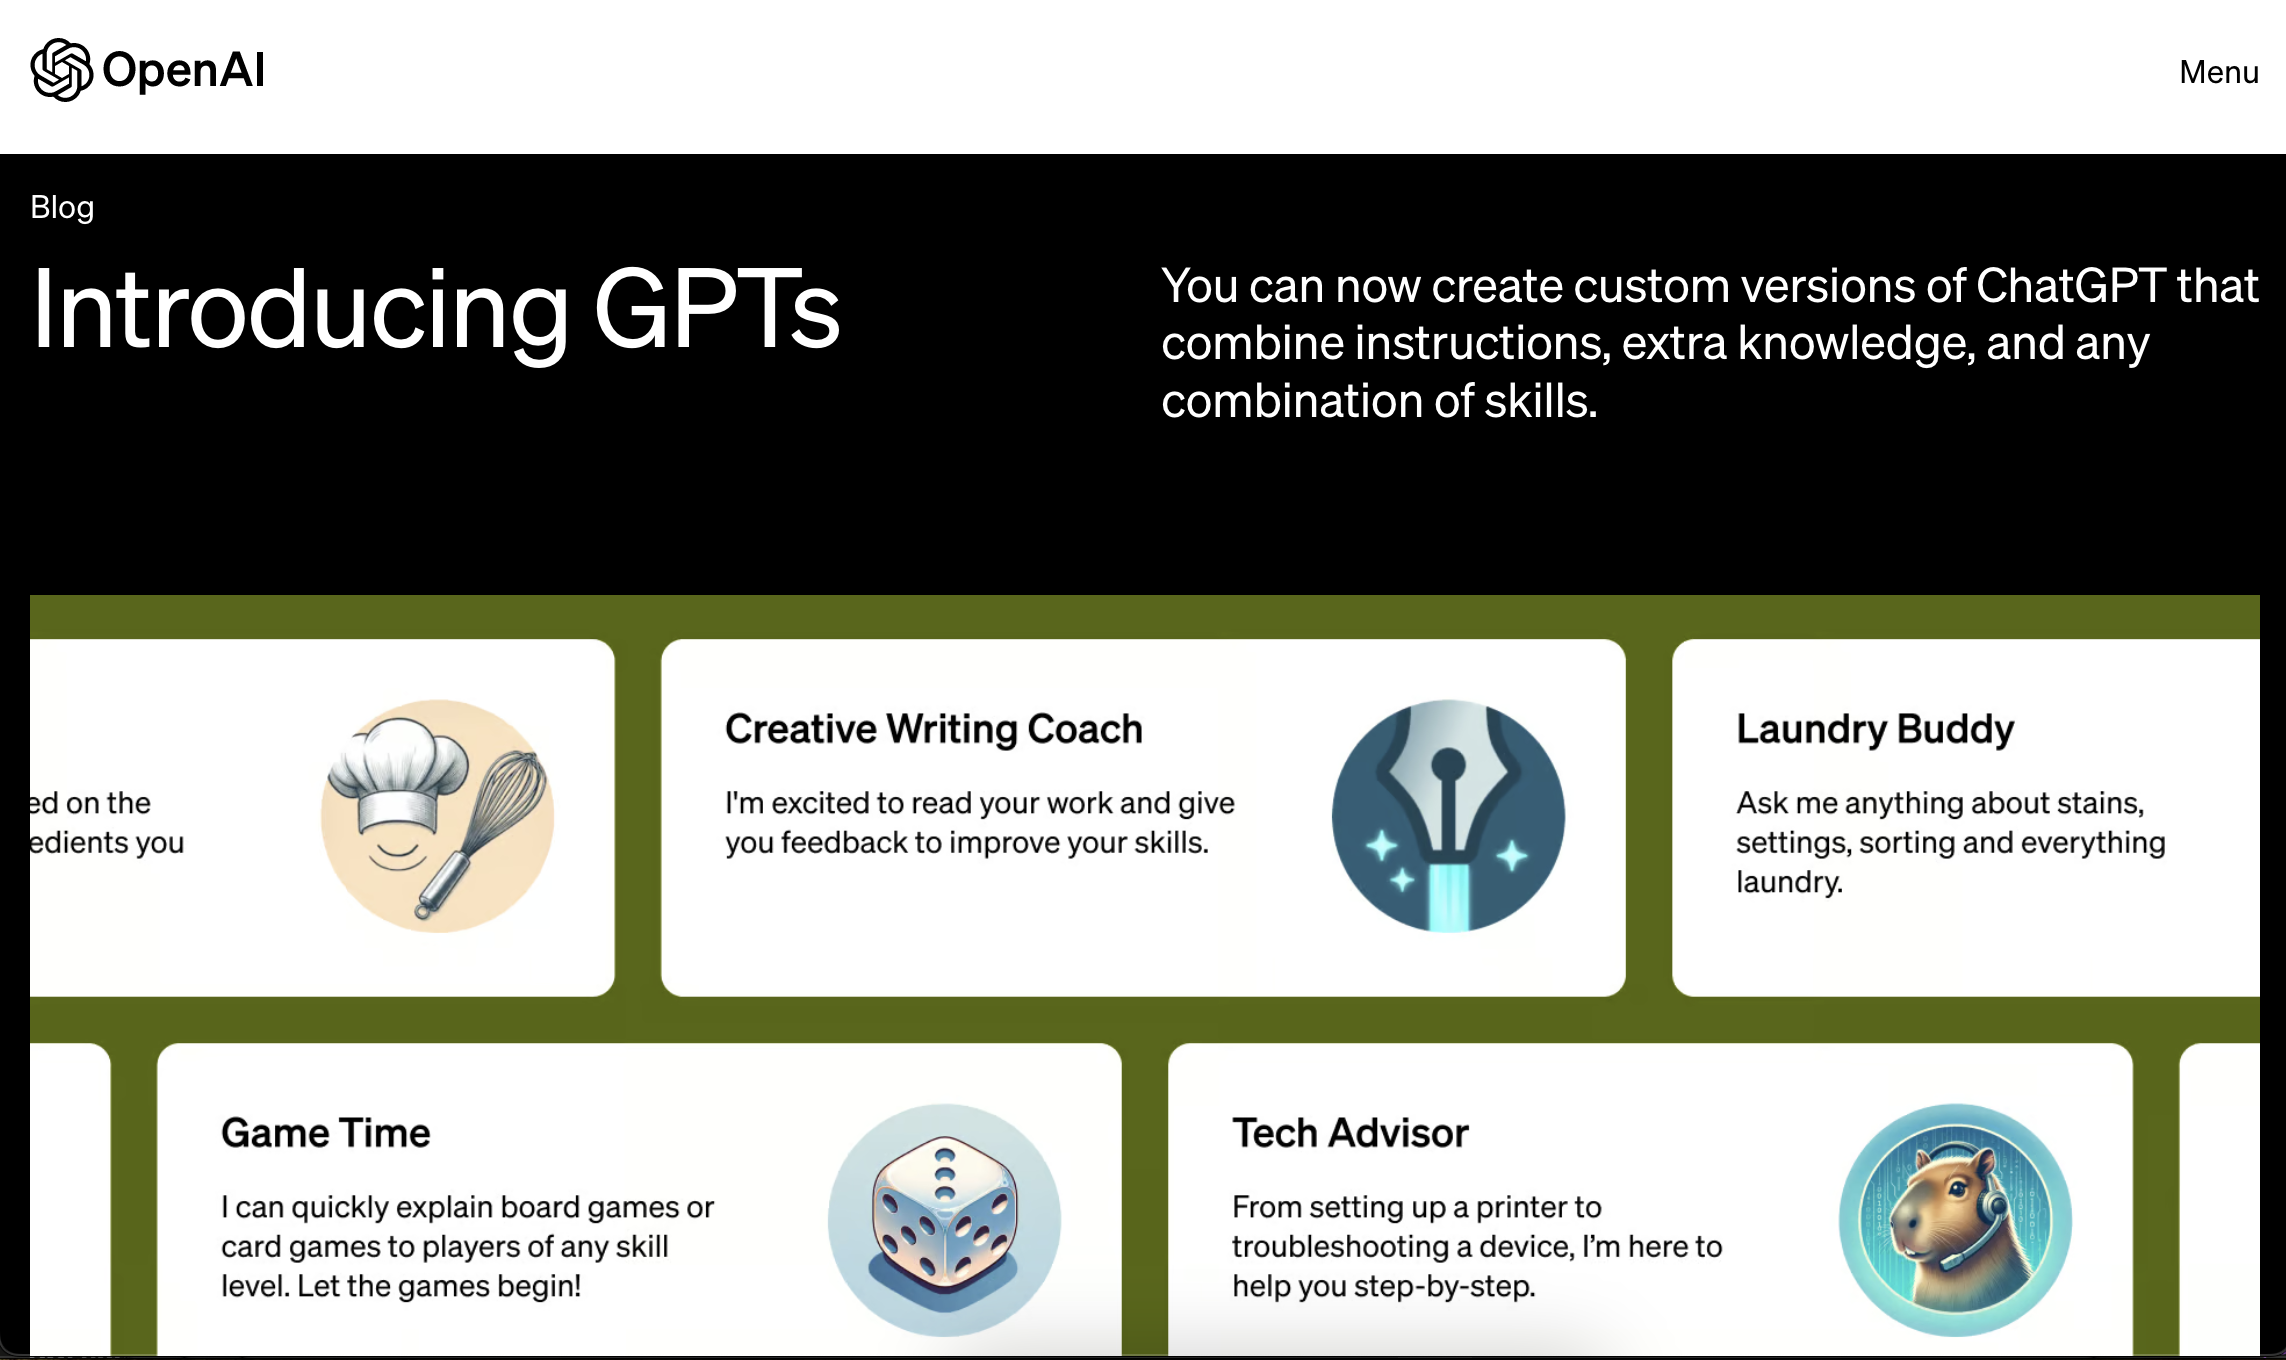 OpenAI
Menu
Blog
Introducing GPTs
You can now create custom versions of ChatGPT that
combine instructions, extra knowledge, and any
combination of skills.
ed on the
edients you
Creative Writing Coach
I'm excited to read your work and give
you feedback to improve your skills.
Laundry Buddy
Ask me anything about stains,
settings, sorting and everything
laundry.
Game Time
I can quickly explain board games or
card games to players of any skill
level. Let the games begin!
Tech Advisor
From setting up a printer to
troubleshooting a device, I’m here to
help you step-by-step.